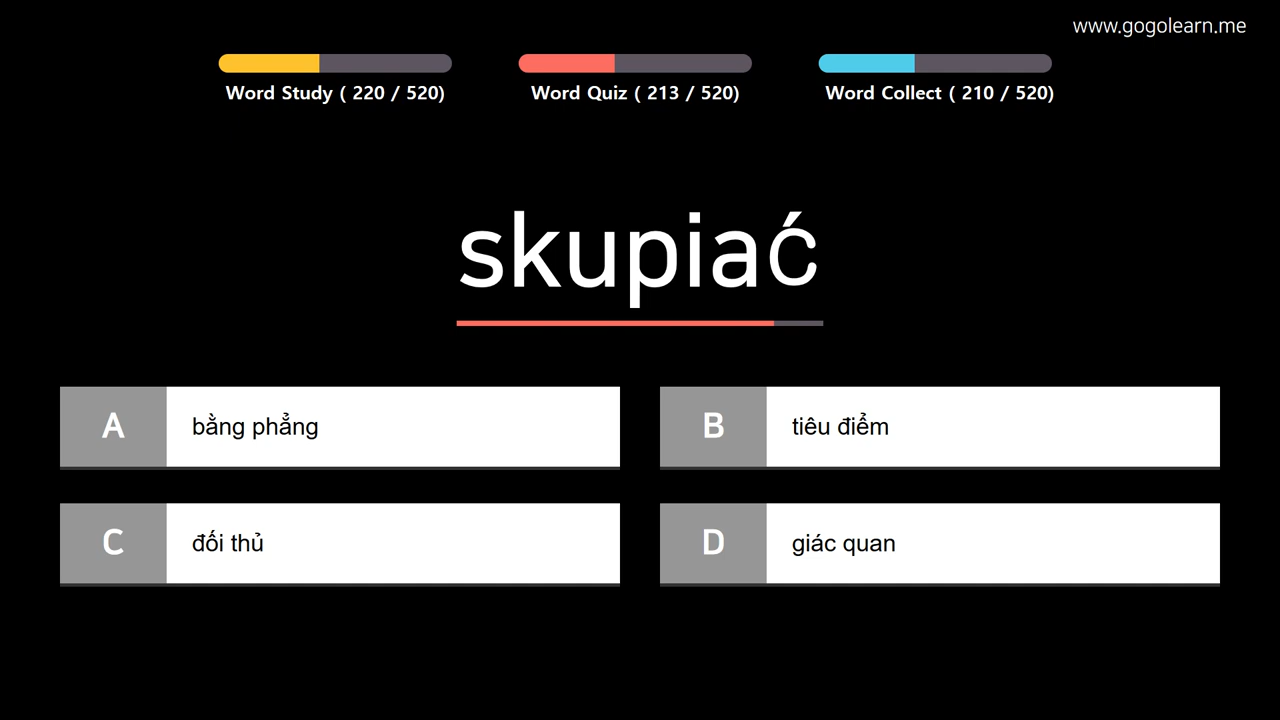 www.gogolearn.me
Word Study ( 220 / 520)
Word Quiz ( 213 / 520)
Word Collect ( 210 / 520)
skupiać
A bằng phẳng
B tiêu điểm
C đối thủ
D giác quan